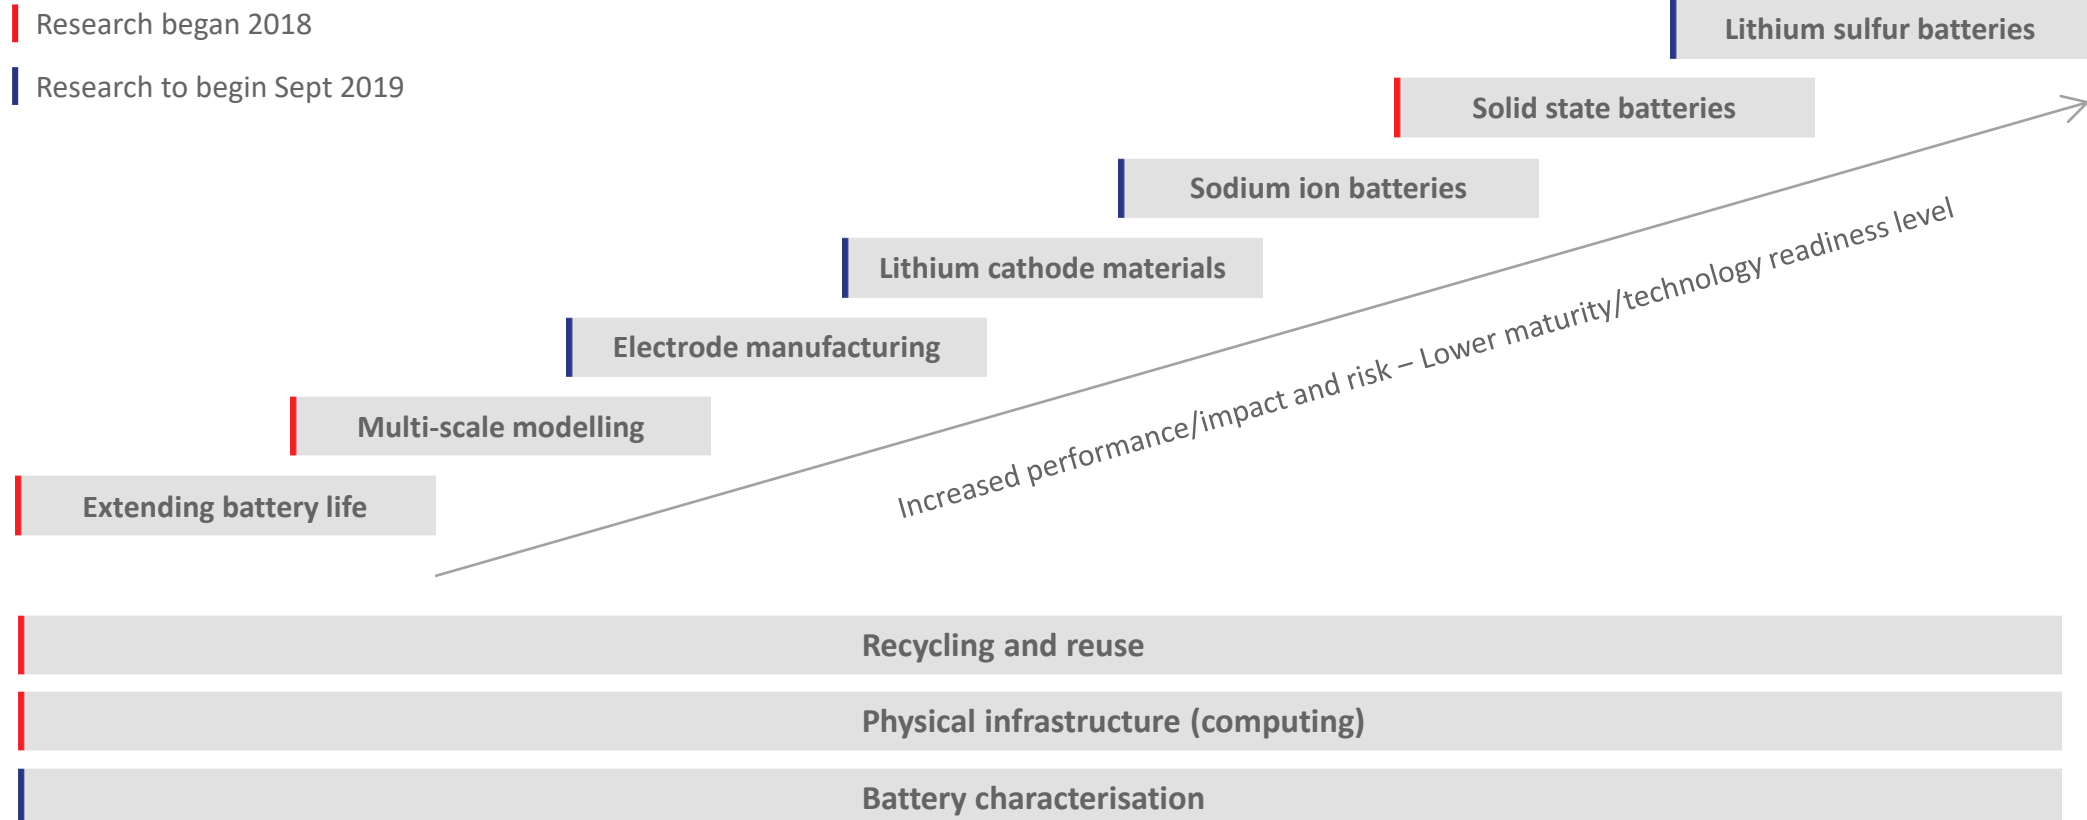 Research began 2018
Research to begin Sept 2019
Lithium sulfur batteries
Solid state batteries
Sodium ion batteries
Lithium cathode materials
Electrode manufacturing
Multi-scale modelling
Extending battery life
Increased performance/impact and risk – Lower maturity/technology readiness level
Recycling and reuse
Physical infrastructure (computing)
Battery characterisation